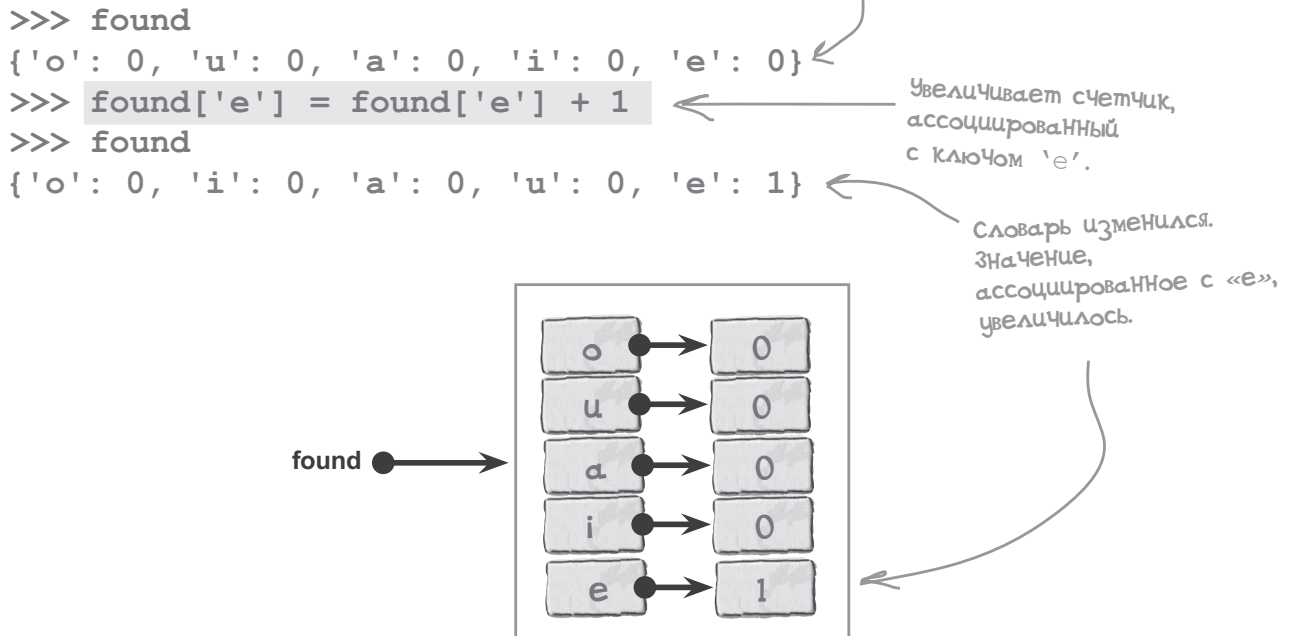 >>> found
{'o': 0, 'u': 0, 'a': 0, 'i': 0, 'e': 0}
>>> found['e'] = found['e'] + 1
Увеличивает счетчик,
ассоциированный
с ключом 'e'.
>>> found
{'o': 0, 'i': 0, 'a': 0, 'u': 0, 'e': 1}
Словарь изменился.
Значение,
ассоциированное с «e»,
увеличилось.
found
o 0
u 0
a 0
i 0
e 1